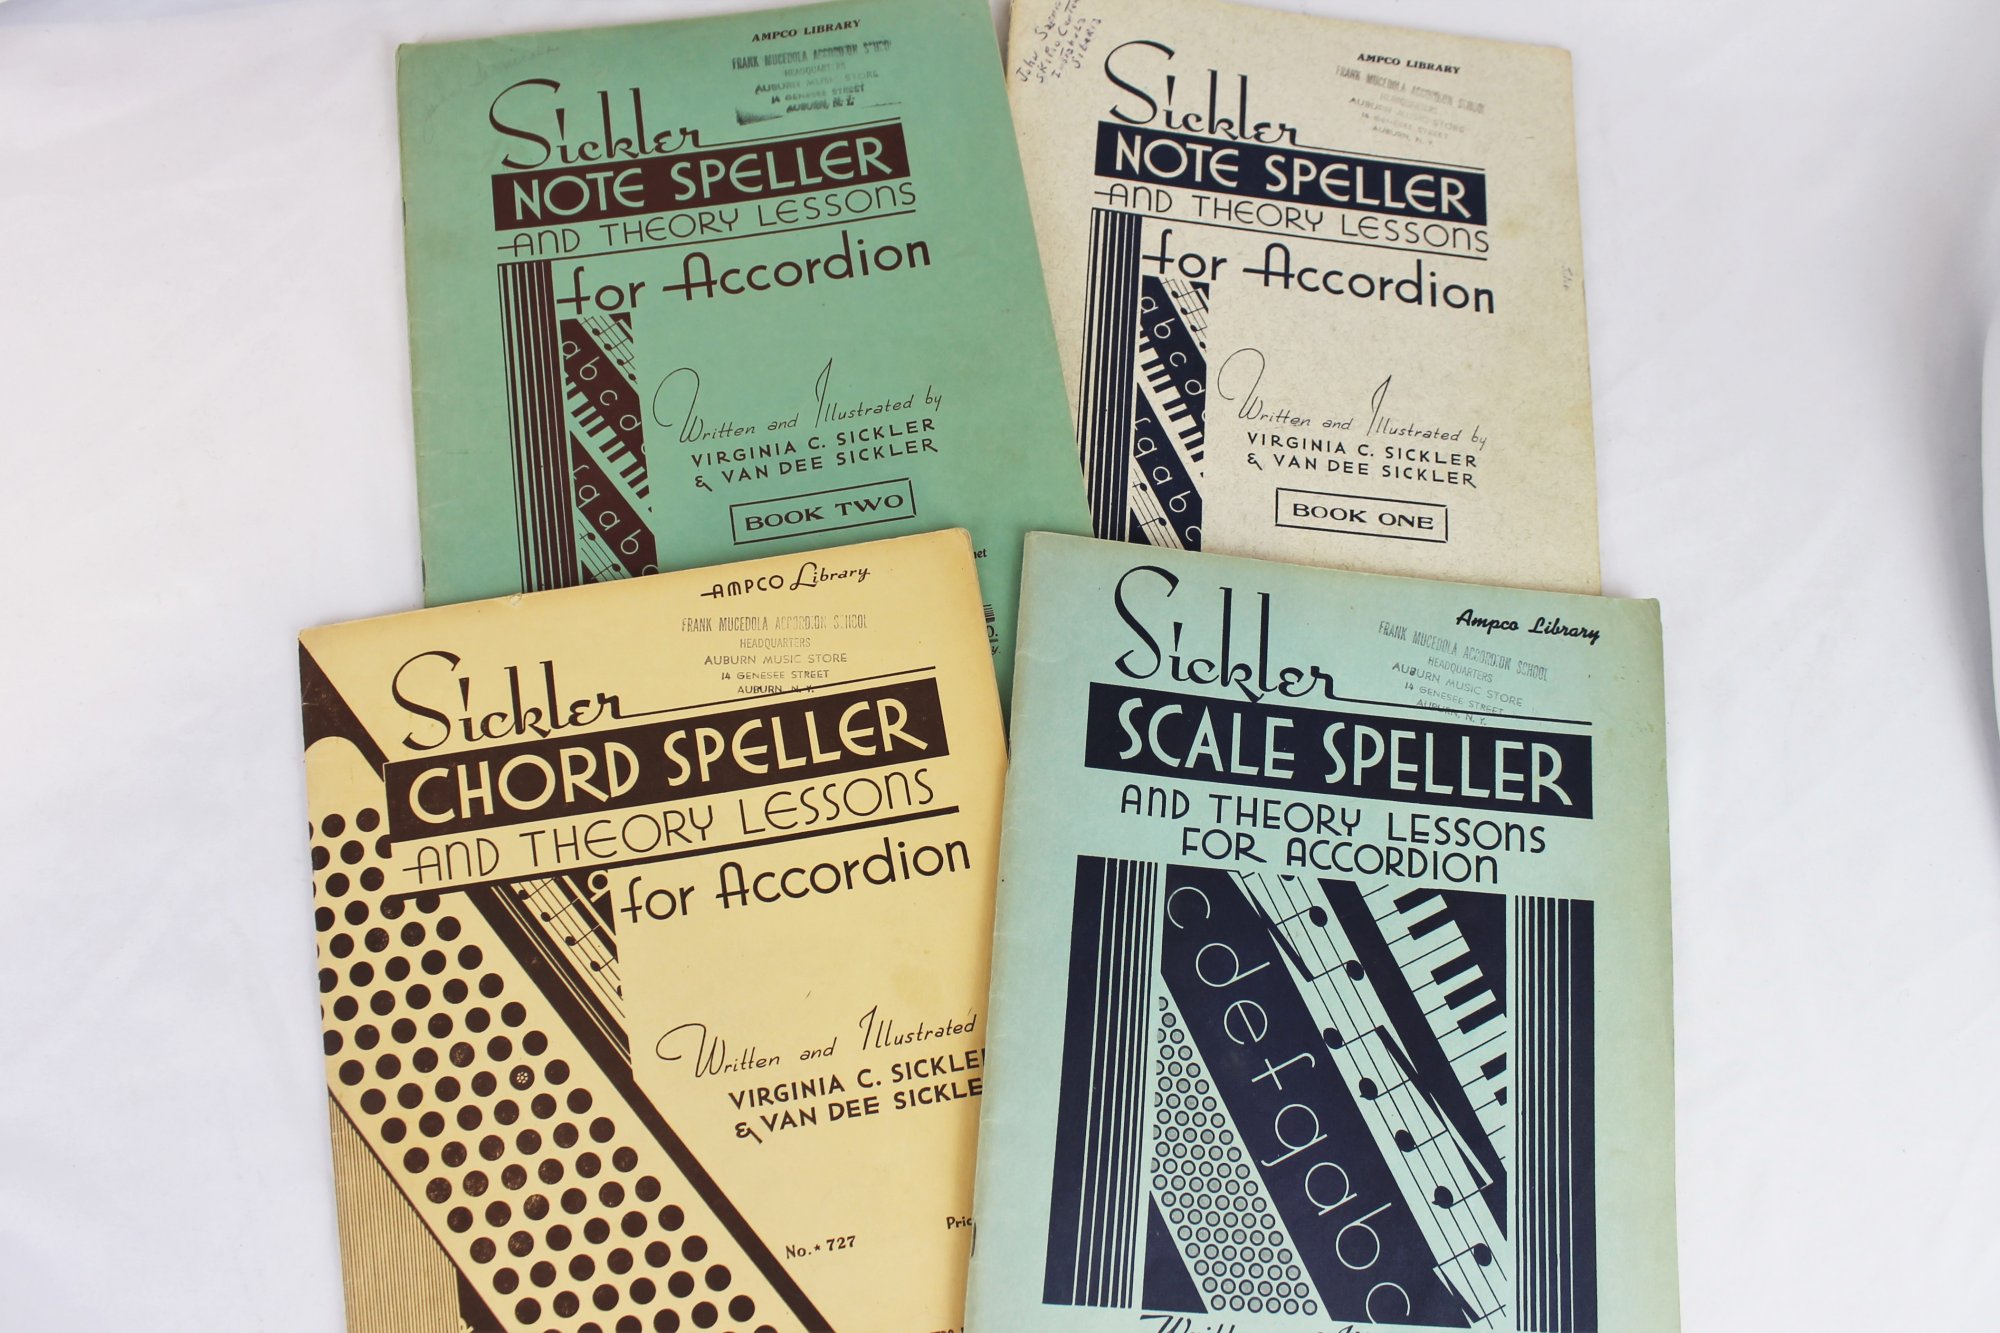 AMPCO LIBRARY
FRANK MUCEDOLA ACCORDION SCHOOL
HEADQUARTERS
AUBURN MUSIC STORE
14 GENESEE STREET
AUBURN, N. Y.
Sickler
NOTE SPELLER
AND THEORY LESSONS
for Accordion
a b c d
f g a b
Written and Illustrated by
VIRGINIA C. SICKLER
& VAN DEE SICKLER
BOOK TWO
net
John
AMPCO LIBRARY
FRANK MUCEDOLA ACCORDION SCHOOL
HEADQUARTERS
AUBURN MUSIC STORE
14 GENESEE STREET
AUBURN, N. Y.
Sickler
NOTE SPELLER
AND THEORY LESSONS
for Accordion
a b c d
f g a b c
Written and Illustrated by
VIRGINIA C. SICKLER
& VAN DEE SICKLER
BOOK ONE
AMPCO Library
FRANK MUCEDOLA ACCORDION SCHOOL
HEADQUARTERS
AUBURN MUSIC STORE
14 GENESEE STREET
AUBURN, N. Y.
Sickler
CHORD SPELLER
AND THEORY LESSONS
for Accordion
Written and Illustrated
VIRGINIA C. SICKLE
& VAN DEE SICKLE
No. * 727
Pric
Ampco Library
FRANK MUCEDOLA ACCORDION SCHOOL
HEADQUARTERS
AUBURN MUSIC STORE
14 GENESEE STREET
AUBURN, N. Y.
Sickler
SCALE SPELLER
AND THEORY LESSONS
FOR ACCORDION
c d e f g a b c